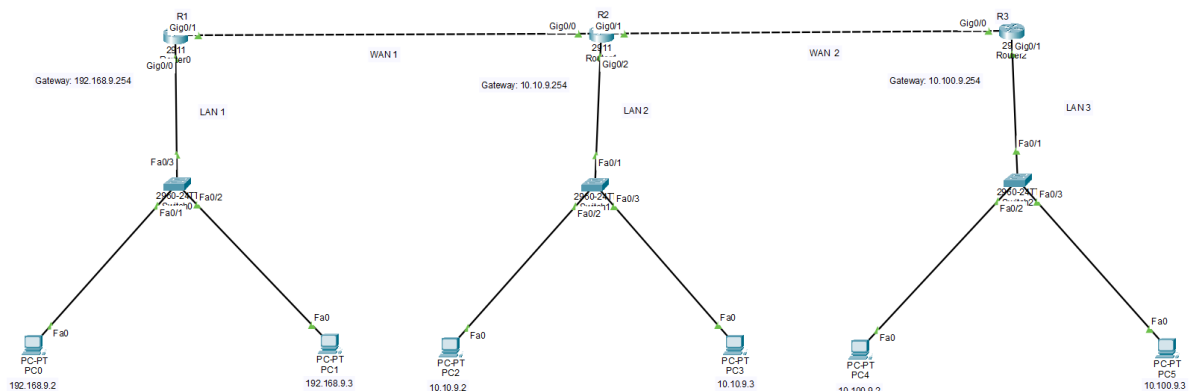 R1
Gig0/1
2911
Gig0/0
Gateway: 192.168.9.254
LAN 1
Fa0/3
Fa0/2
Fa0/1
Fa0
PC-PT
PC0
192.168.9.2
Fa0
PC-PT
PC1
192.168.9.3
WAN 1
R2
Gig0/0
Gig0/1
2911
Gig0/2
Gateway: 10.10.9.254
LAN 2
Fa0/1
Fa0/3
Fa0/2
Fa0
PC-PT
PC2
10.10.9.2
Fa0
PC-PT
PC3
10.10.9.3
WAN 2
R3
Gig0/0
Gig0/1
Gateway: 10.100.9.254
LAN 3
Fa0/1
Fa0/3
Fa0/2
Fa0
PC-PT
PC4
Fa0
PC-PT
PC5
10.100.9.3